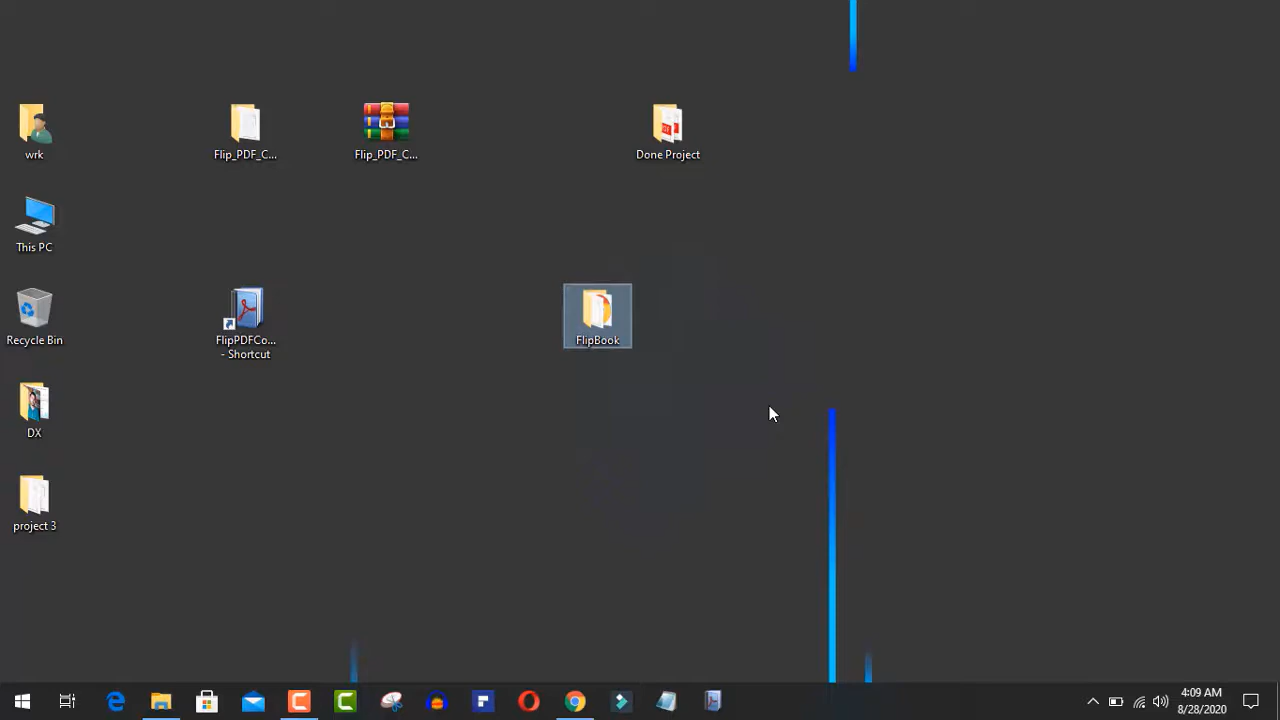 Flip_PDF_C...
Flip_PDF_C...
Done Project
wrk
This PC
Recycle Bin
FlipPDFCo...
- Shortcut
FlipBook
DX
project 3
4:09 AM
8/28/2020